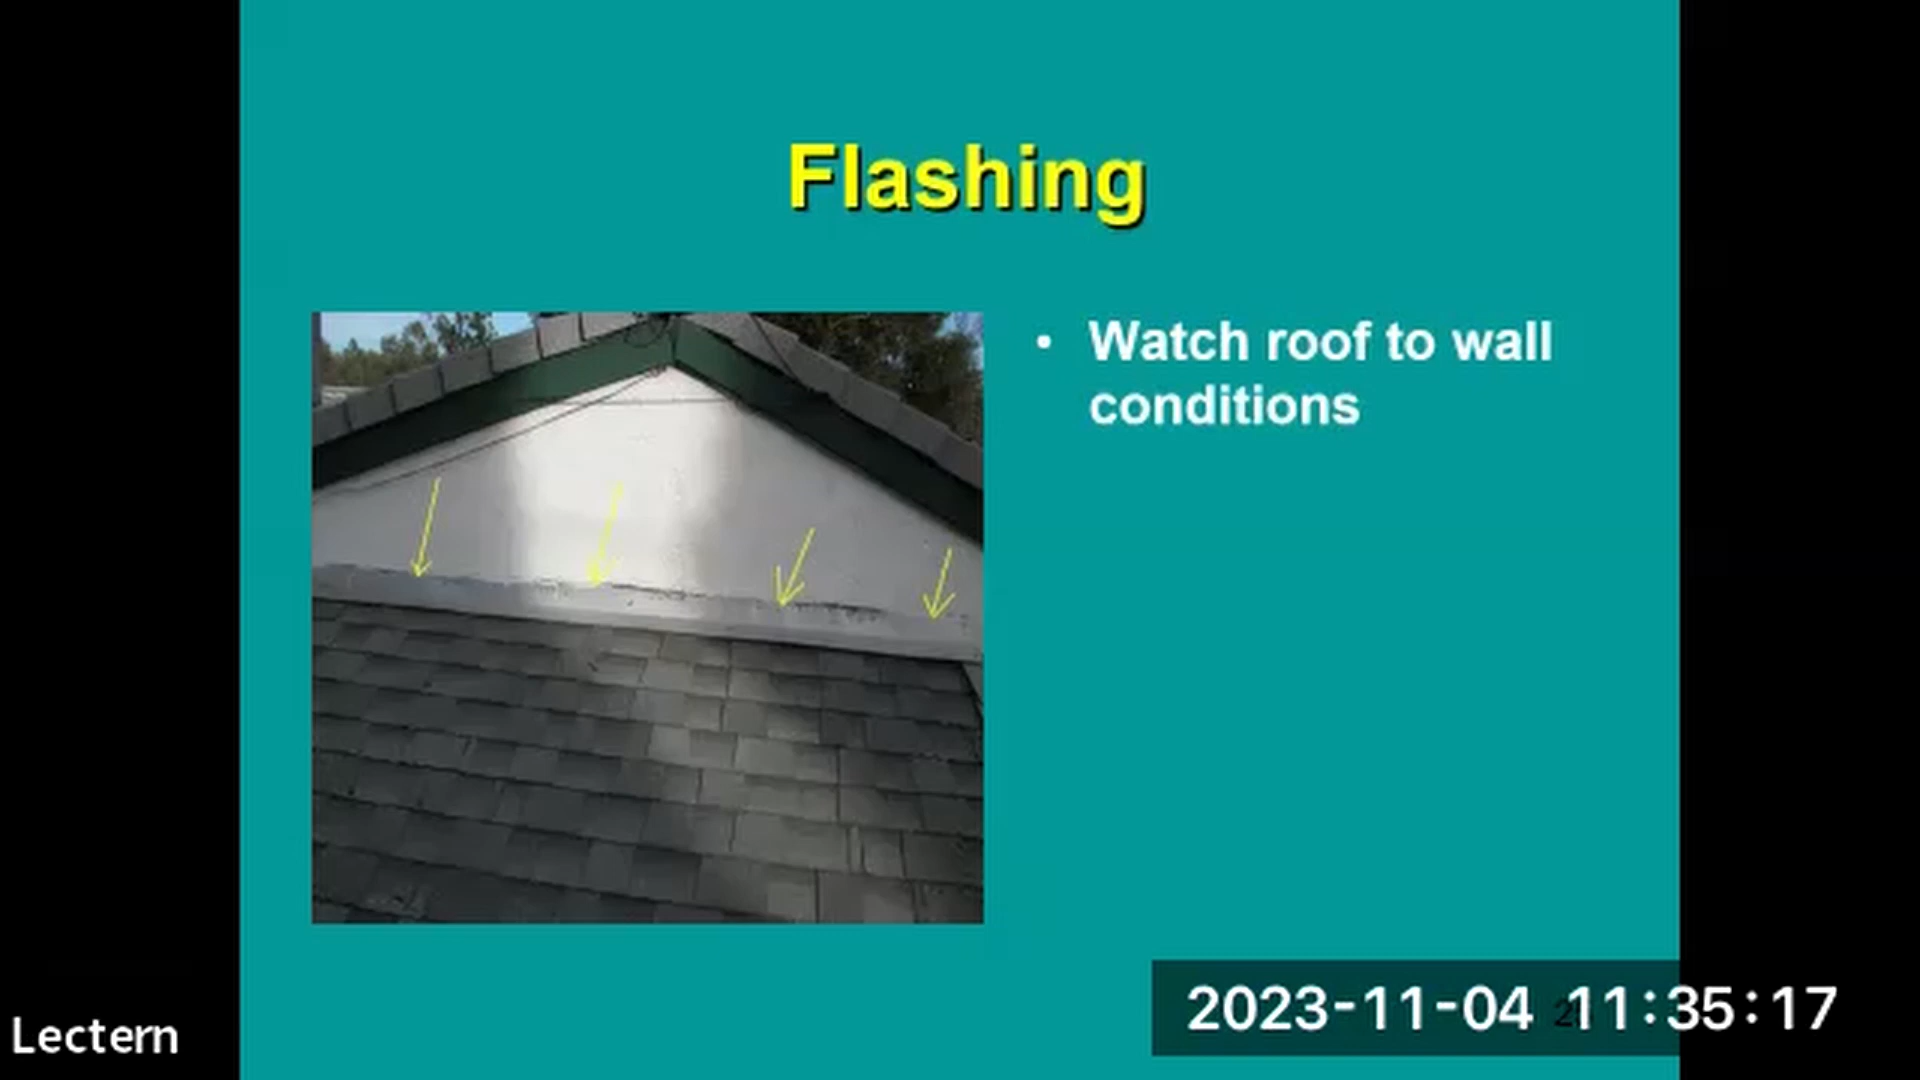 Flashing
• Watch roof to wall
conditions
2023-11-04 11:35:17
Lectern